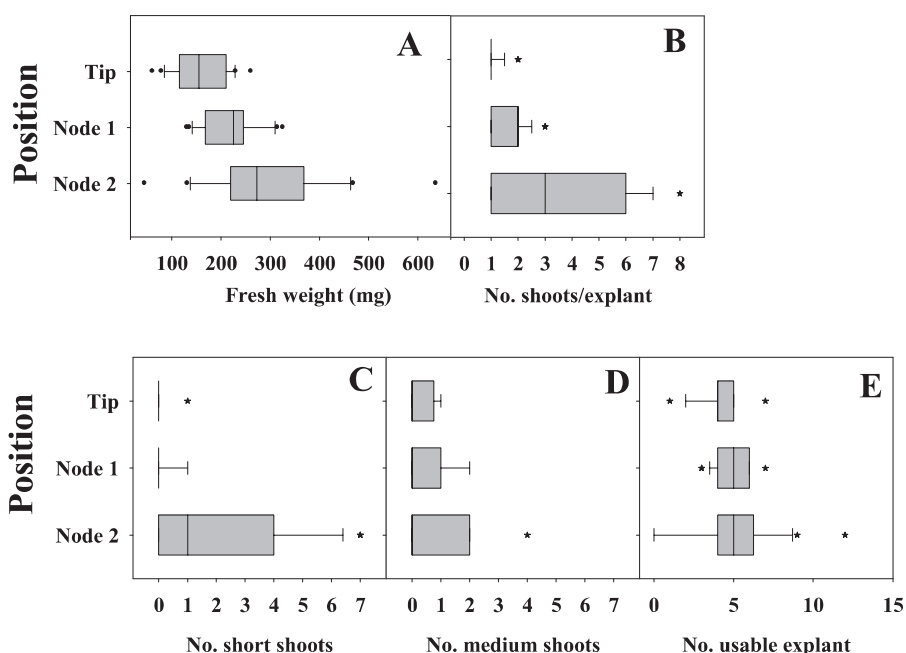 A
B
Position
Tip
Node 1
Node 2
100 200 300 400 500 600
0 1 2 3 4 5 6 7 8
Fresh weight (mg)
No. shoots/explant
C
D
E
Position
Tip
Node 1
Node 2
0 1 2 3 4 5 6 7
0 1 2 3 4 5 6 7
0 5 10 15
No. short shoots
No. medium shoots
No. usable explant